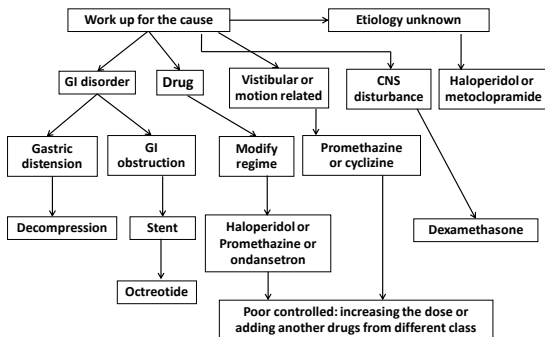 Work up for the cause
Etiology unknown
GI disorder
Drug
Vistibular or
motion related
CNS
disturbance
Haloperidol or
metoclopramide
Gastric
distension
GI
obstruction
Modify
regime
Promethazine
or cyclizine
Decompression
Stent
Haloperidol or
Promethazine or
ondansetron
Dexamethasone
Octreotide
Poor controlled: increasing the dose or
adding another drugs from different class